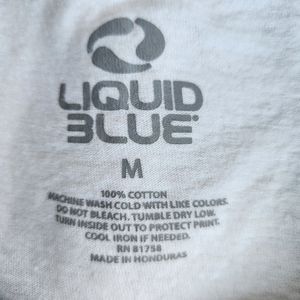 LIQUID
BLUE
M
100% COTTON
MACHINE WASH COLD WITH LIKE COLORS.
DO NOT BLEACH. TUMBLE DRY LOW.
TURN INSIDE OUT TO PROTECT PRINT.
COOL IRON IF NEEDED.
RN 81758
MADE IN HONDURAS